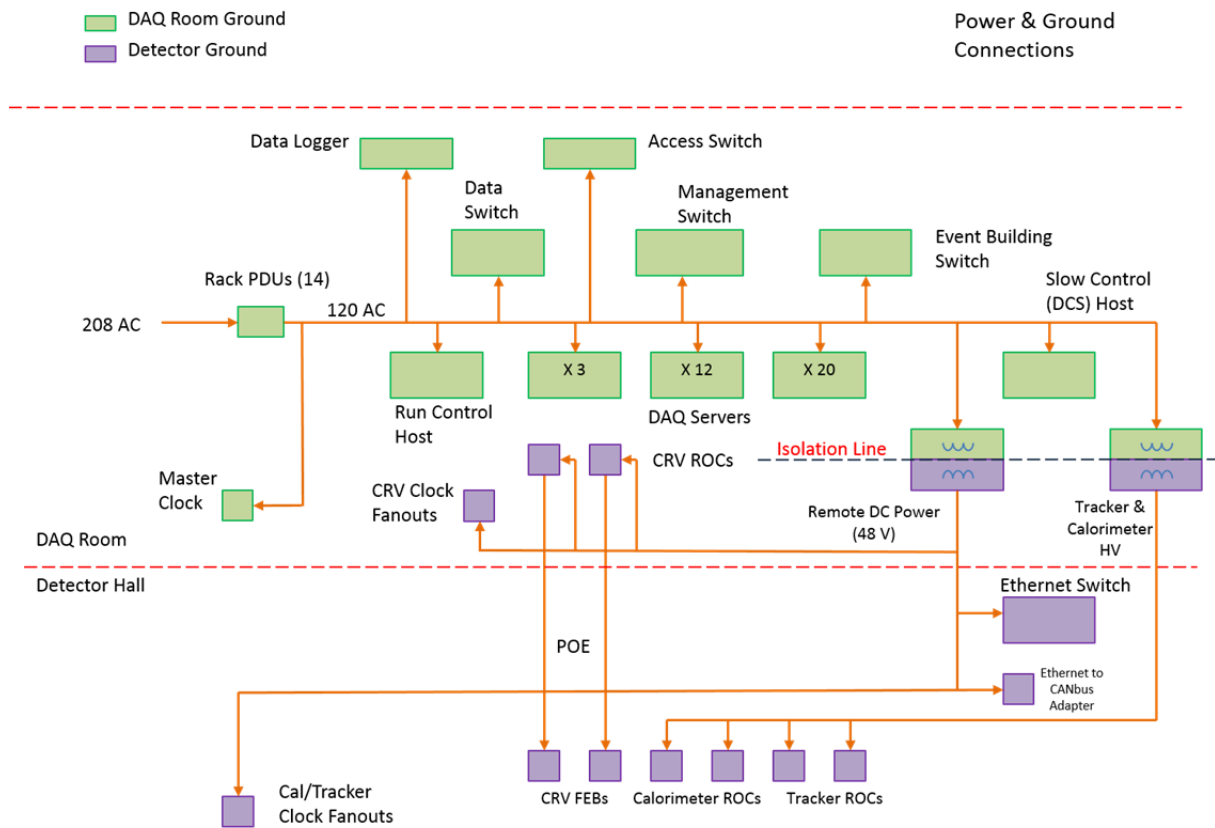 DAQ Room Ground
Detector Ground
Power & Ground
Connections
Data Logger
Access Switch
Data
Switch
Management
Switch
Event Building
Switch
Rack PDUs (14)
Slow Control
(DCS) Host
208 AC
120 AC
X 3
X 12
X 20
Run Control
Host
DAQ Servers
Isolation Line
CRV ROCs
Master
Clock
CRV Clock
Fanouts
Remote DC Power
(48 V)
Tracker &
Calorimeter
HV
DAQ Room
Detector Hall
Ethernet Switch
POE
Ethernet to
CANbus
Adapter
Cal/Tracker
Clock Fanouts
CRV FEBs
Calorimeter ROCs
Tracker ROCs